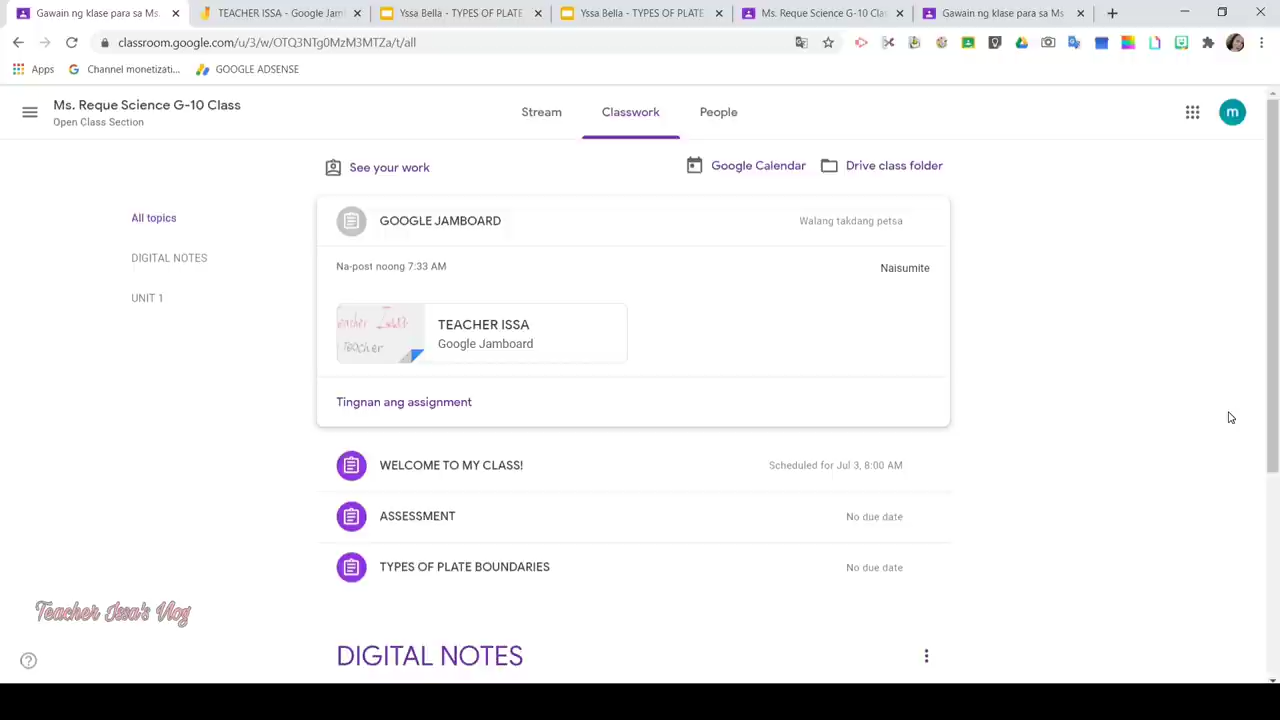 Gawain ng klase para sa Ms.
TEACHER ISSA - Google Jam
Yssa Bella - TYPES OF PLATE
Yssa Bella - TYPES OF PLATE
Ms. Reque Science G-10 Clas
Gawain ng klase para sa Ms
classroom.google.com/u/3/w/OTQ3NTg0MzM3MTZa/t/all
Apps
Channel monetizati...
GOOGLE ADSENSE
Ms. Reque Science G-10 Class
Open Class Section
Stream
Classwork
People
m
See your work
Google Calendar
Drive class folder
All topics
DIGITAL NOTES
UNIT 1
GOOGLE JAMBOARD
Walang takdang petsa
Na-post noong 7:33 AM
Naisumite
TEACHER ISSA
Google Jamboard
Tingnan ang assignment
WELCOME TO MY CLASS!
Scheduled for Jul 3, 8:00 AM
ASSESSMENT
No due date
TYPES OF PLATE BOUNDARIES
No due date
Teacher Issa's Vlog
DIGITAL NOTES